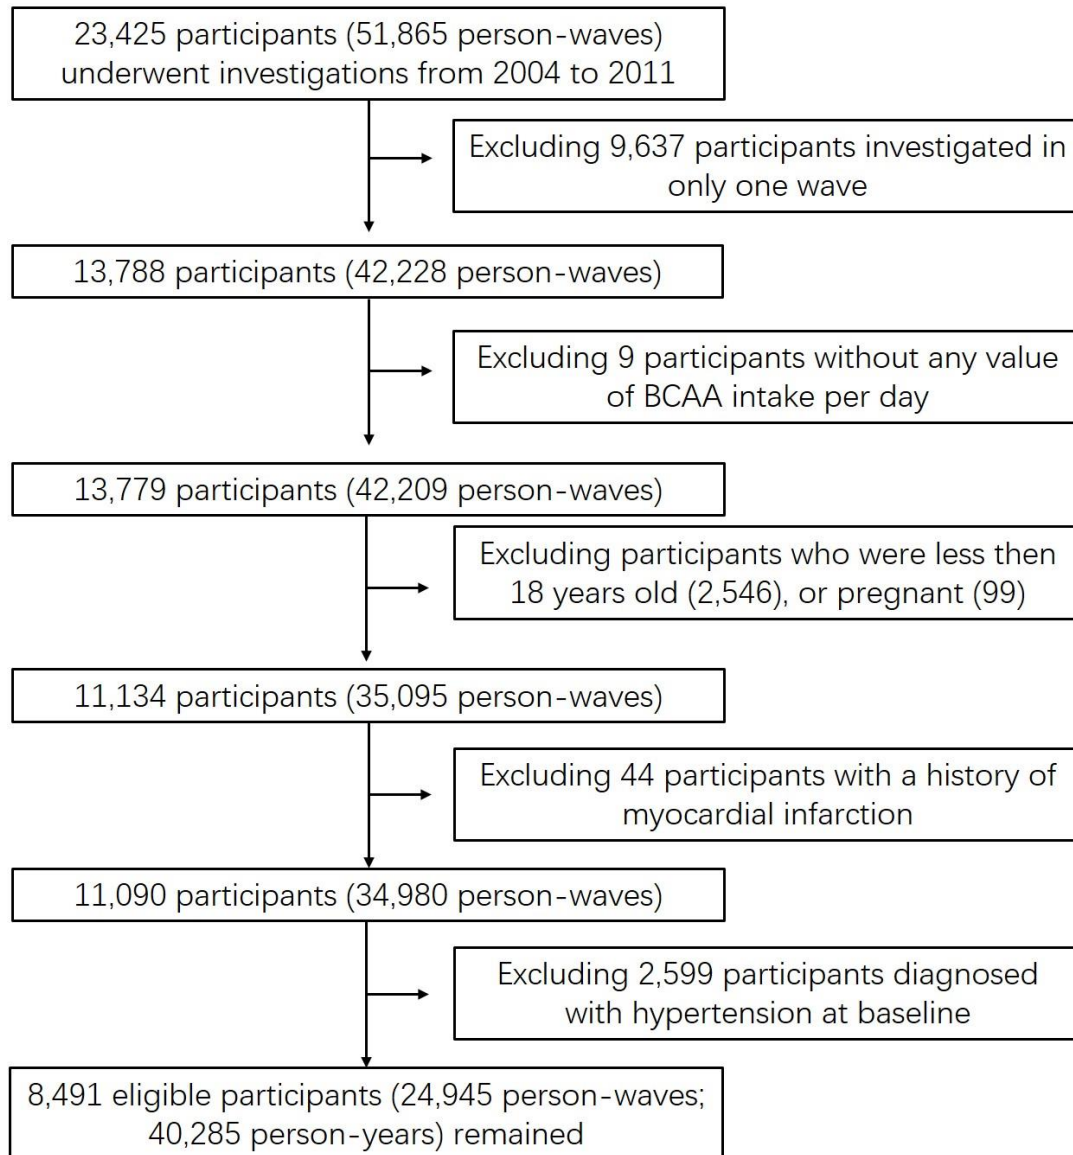 23,425 participants (51,865 person-waves)
underwent investigations from 2004 to 2011
Excluding 9,637 participants investigated in
only one wave
13,788 participants (42,228 person-waves)
Excluding 9 participants without any value
of BCAA intake per day
13,779 participants (42,209 person-waves)
Excluding participants who were less then
18 years old (2,546), or pregnant (99)
11,134 participants (35,095 person-waves)
Excluding 44 participants with a history of
myocardial infarction
11,090 participants (34,980 person-waves)
Excluding 2,599 participants diagnosed
with hypertension at baseline
8,491 eligible participants (24,945 person-waves;
40,285 person-years) remained